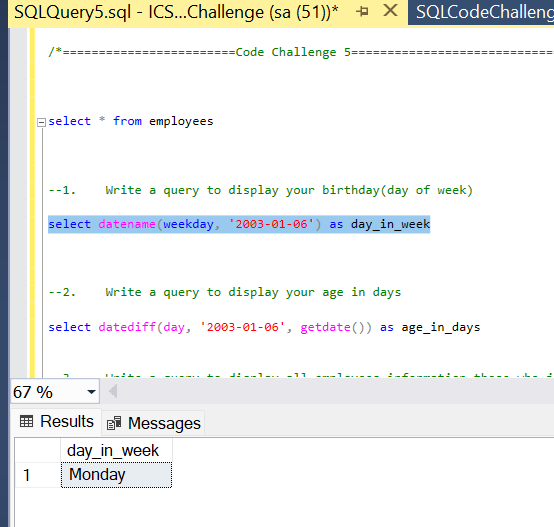 SQLQuery5.sql - ICS...Challenge (sa (51))* SQLCodeChalleng
/*========================Code Challenge 5============================
select * from employees
--1. Write a query to display your birthday(day of week)
select datename(weekday, '2003-01-06') as day_in_week
--2. Write a query to display your age in days
select datediff(day, '2003-01-06', getdate()) as age_in_days
67 %
Results Messages
day_in_week
1 Monday